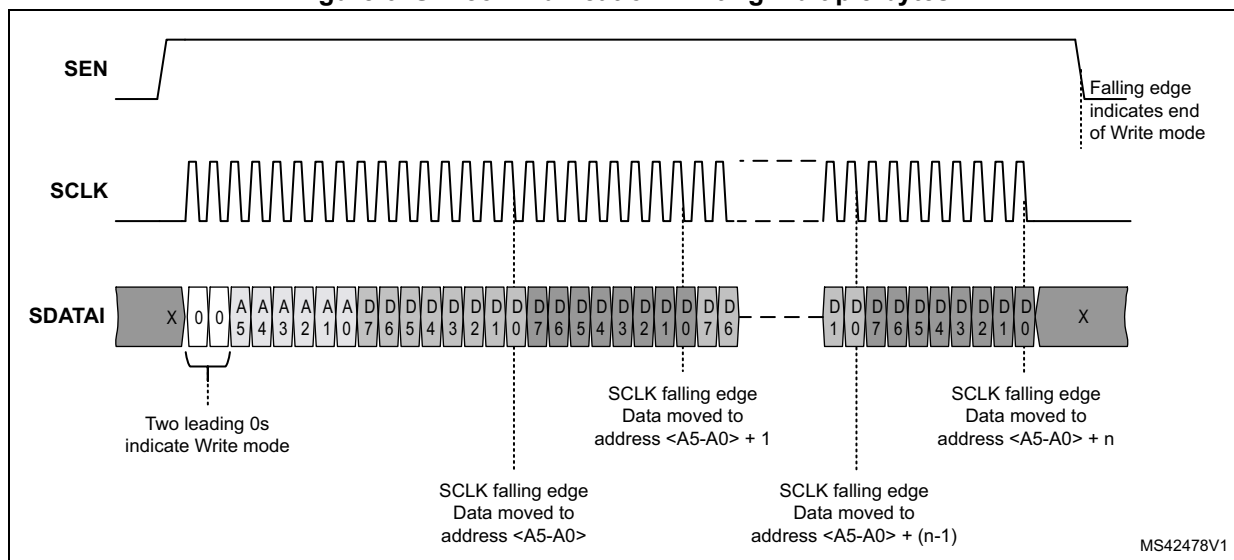 SEN
Falling edge
indicates end
of Write mode
SCLK
SDATAI
X 0 0 A5 A4 A3 A2 A1 A0 D7 D6 D5 D4 D3 D2 D1 D0 D7 D6 D5 D4 D3 D2 D1 D0 D7 D6 D1 D0 D7 D6 D5 D4 D3 D2 D1 D0 X
Two leading 0s
indicate Write mode
SCLK falling edge
Data moved to
address <A5-A0> + 1
SCLK falling edge
Data moved to
address <A5-A0> + n
SCLK falling edge
Data moved to
address <A5-A0>
SCLK falling edge
Data moved to
address <A5-A0> + (n-1)
MS42478V1